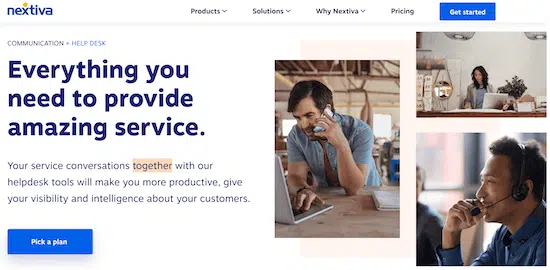 nextiva
Products Solutions Why Nextiva Pricing Get started
COMMUNICATION + HELP DESK
Everything you
need to provide
amazing service.
Your service conversations together with our
helpdesk tools will make you more productive, give
your visibility and intelligence about your customers.
Pick a plan